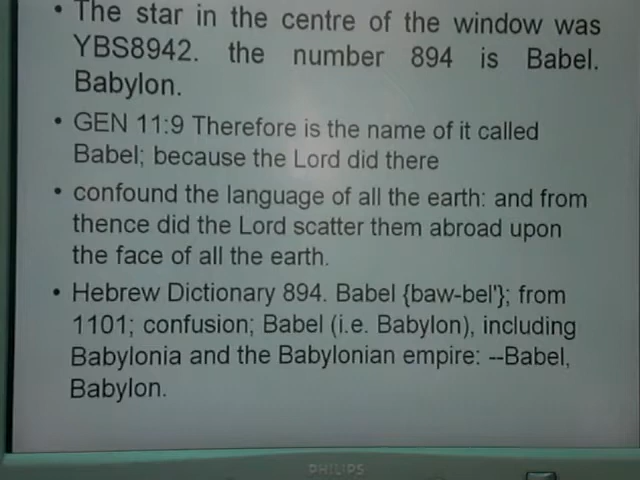 • The star in the centre of the window was
YBS8942. the number 894 is Babel.
Babylon.
• GEN 11:9 Therefore is the name of it called
Babel; because the Lord did there
• confound the language of all the earth: and from
thence did the Lord scatter them abroad upon
the face of all the earth.
• Hebrew Dictionary 894. Babel {baw-bel'}; from
1101; confusion; Babel (i.e. Babylon), including
Babylonia and the Babylonian empire: --Babel,
Babylon.
PHILIPS